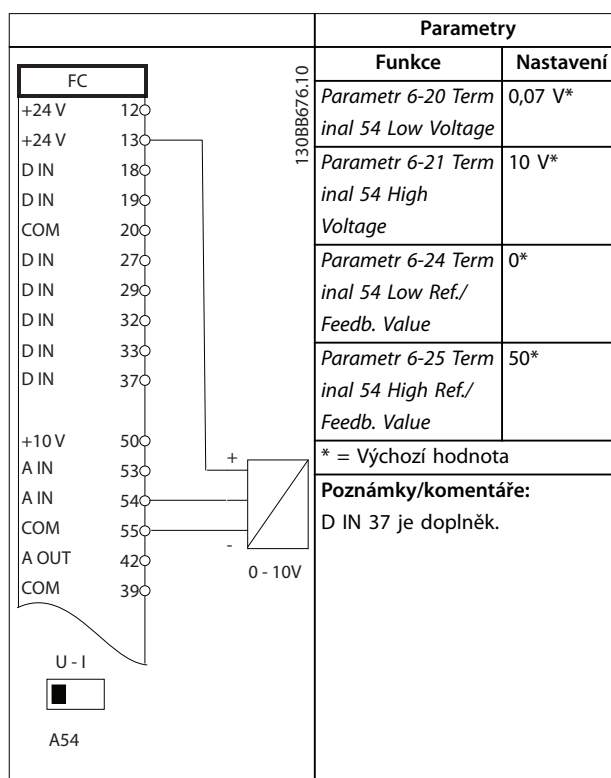 FC
+24 V 12
+24 V 13
D IN 18
D IN 19
COM 20
D IN 27
D IN 29
D IN 32
D IN 33
D IN 37
+10 V 50
A IN 53
A IN 54
COM 55
A OUT 42
COM 39
U - I
A54
+
-
0 - 10V
130BB676.10
Parametry
Funkce Nastavení
Parametr 6-20 Term 0,07 V*
inal 54 Low Voltage
Parametr 6-21 Term 10 V*
inal 54 High
Voltage
Parametr 6-24 Term 0*
inal 54 Low Ref./
Feedb. Value
Parametr 6-25 Term 50*
inal 54 High Ref./
Feedb. Value
* = Výchozí hodnota
Poznámky/komentáře:
D IN 37 je doplněk.